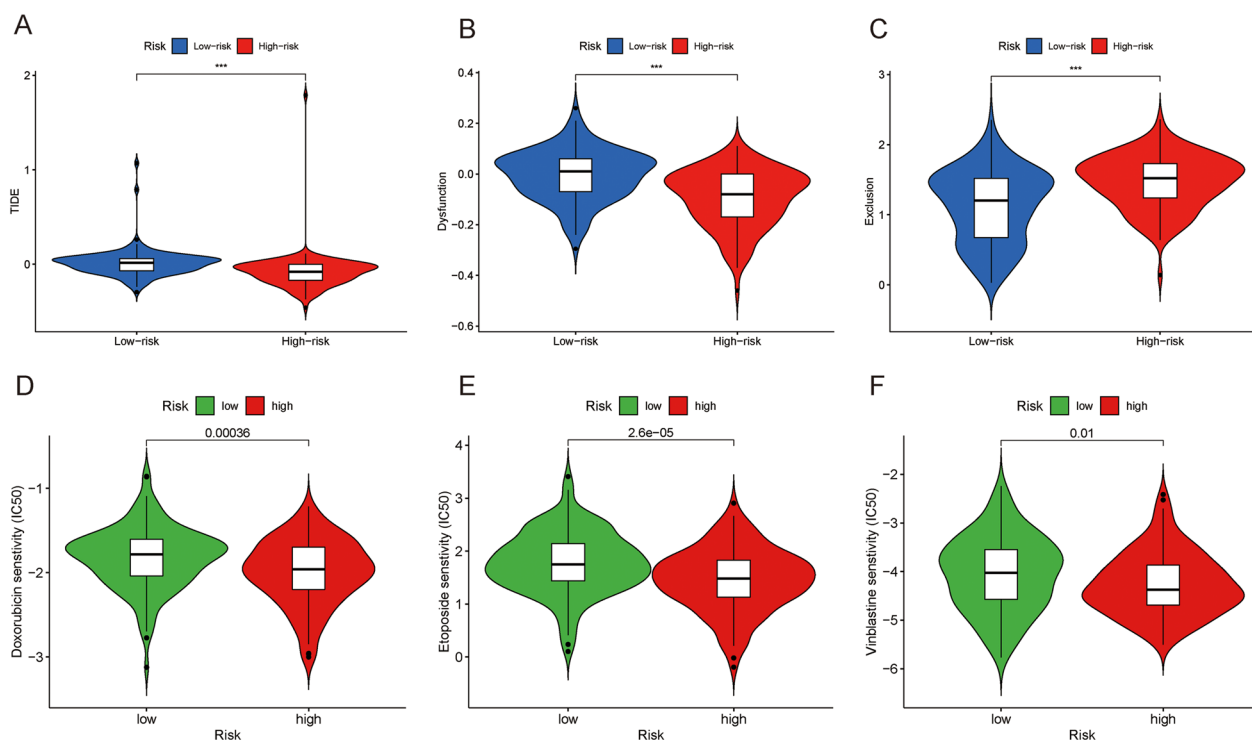 A
Risk Low-risk High-risk
***
TIDE
2
1
0
Low-risk High-risk
B
Risk Low-risk High-risk
***
Dysfunction
0.4
0.2
0.0
-0.2
-0.4
-0.6
Low-risk High-risk
C
Risk Low-risk High-risk
***
Exclusion
3
2
1
0
Low-risk High-risk
D
Risk low high
0.00036
Doxorubicin senstivity (IC50)
-1
-2
-3
low high
Risk
E
Risk low high
2.6e-05
Etoposide senstivity (IC50)
4
3
2
1
0
low high
Risk
F
Risk low high
0.01
Vinblastine senstivity (IC50)
-2
-3
-4
-5
-6
low high
Risk